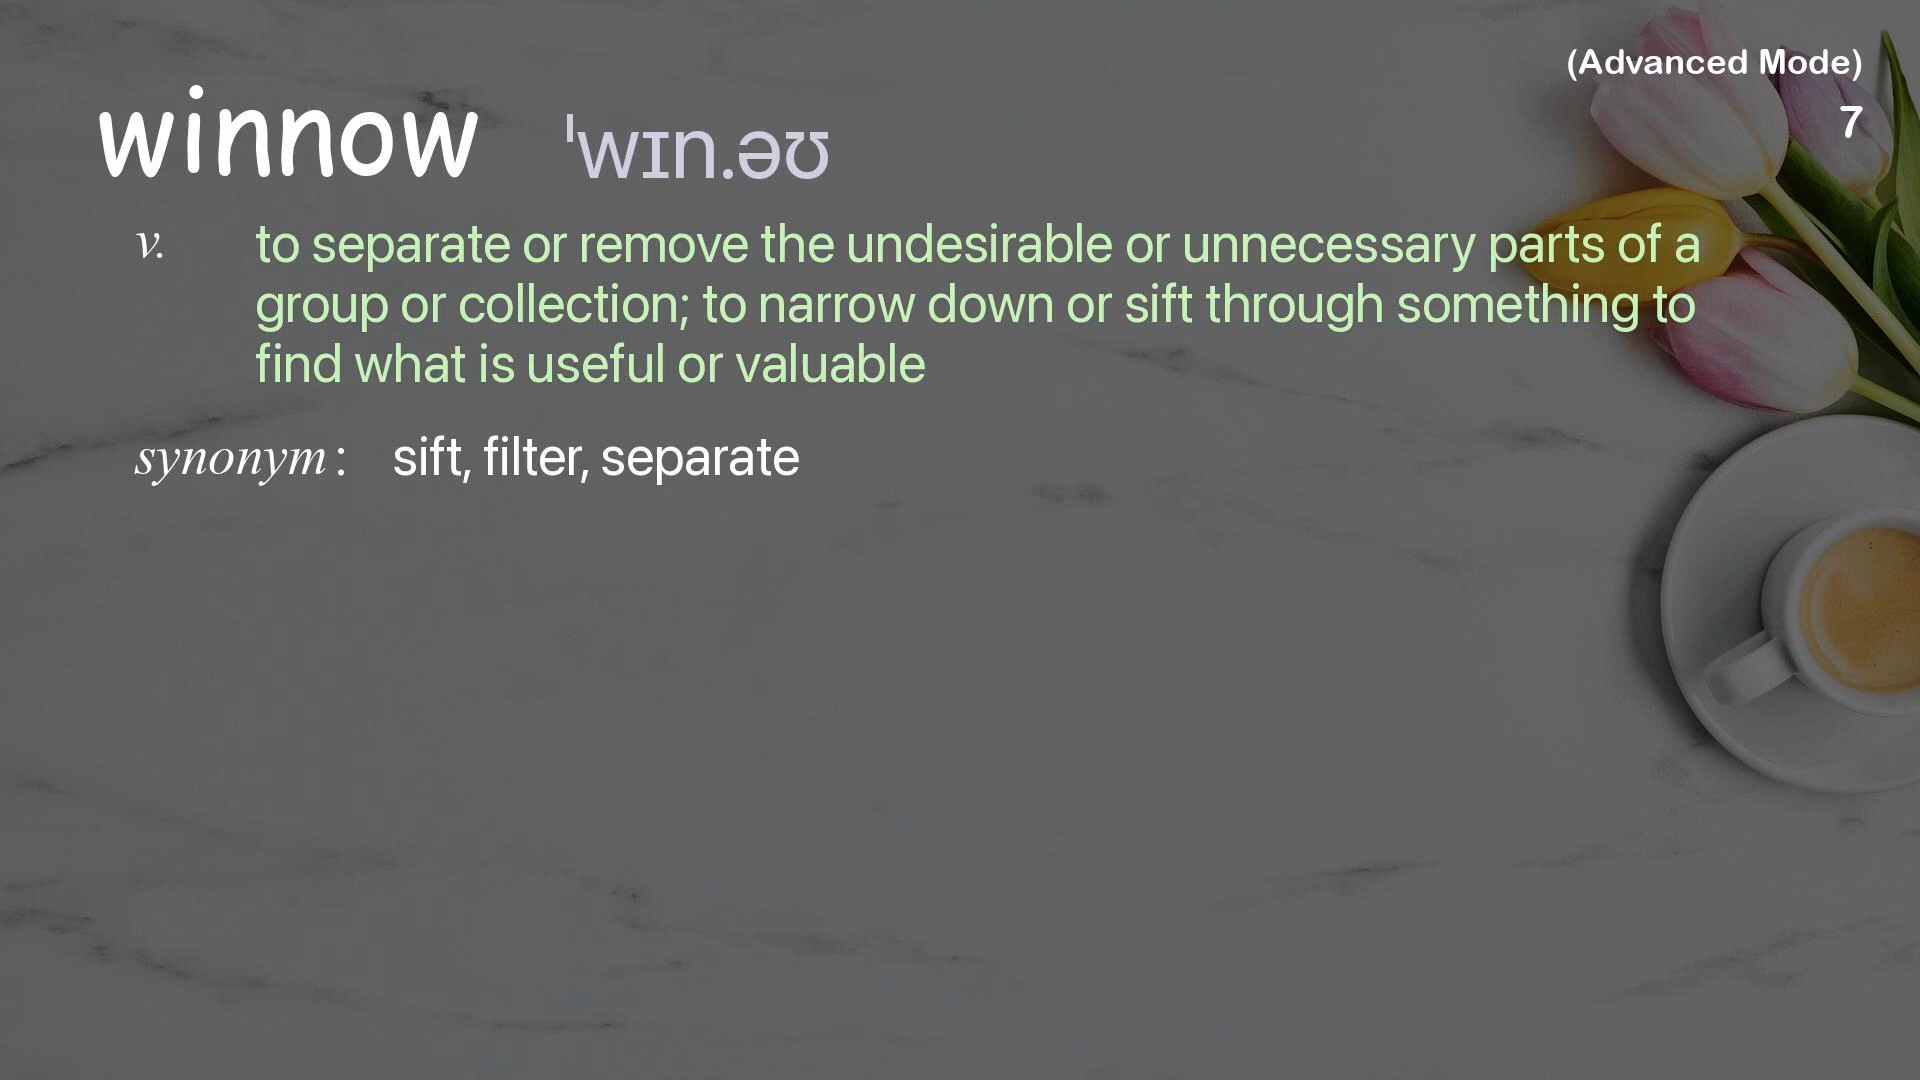 (Advanced Mode)
winnow ˈwɪn.əʊ
7
v. to separate or remove the undesirable or unnecessary parts of a
group or collection; to narrow down or sift through something to
find what is useful or valuable
synonym : sift, filter, separate